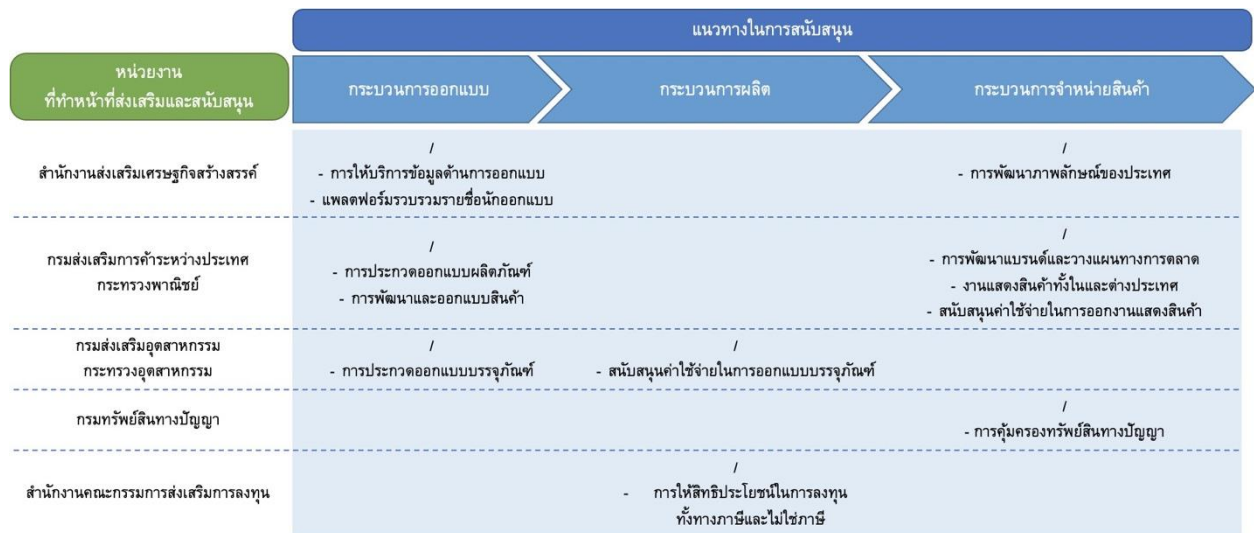 แนวทางในการสนับสนุน
หน่วยงาน
ที่ทำหน้าที่ส่งเสริมและสนับสนุน
กระบวนการออกแบบ
กระบวนการผลิต
กระบวนการจำหน่ายสินค้า
สำนักงานส่งเสริมเศรษฐกิจสร้างสรรค์
/
- การให้บริการข้อมูลด้านการออกแบบ
- แพลตฟอร์มรวบรวมรายชื่อนักออกแบบ
/
- การพัฒนาภาพลักษณ์ของประเทศ
กรมส่งเสริมการค้าระหว่างประเทศ
กระทรวงพาณิชย์
/
- การประกวดออกแบบผลิตภัณฑ์
- การพัฒนาและออกแบบสินค้า
/
- การพัฒนาแบรนด์และวางแผนทางการตลาด
- งานแสดงสินค้าทั้งในและต่างประเทศ
- สนับสนุนค่าใช้จ่ายในการออกงานแสดงสินค้า
กรมส่งเสริมอุตสาหกรรม
กระทรวงอุตสาหกรรม
/
- การประกวดออกแบบบรรจุภัณฑ์
/
- สนับสนุนค่าใช้จ่ายในการออกแบบบรรจุภัณฑ์
กรมทรัพย์สินทางปัญญา
/
- การคุ้มครองทรัพย์สินทางปัญญา
สำนักงานคณะกรรมการส่งเสริมการลงทุน
/
- การให้สิทธิประโยชน์ในการลงทุน
ทั้งทางภาษีและไม่ใช่ภาษี